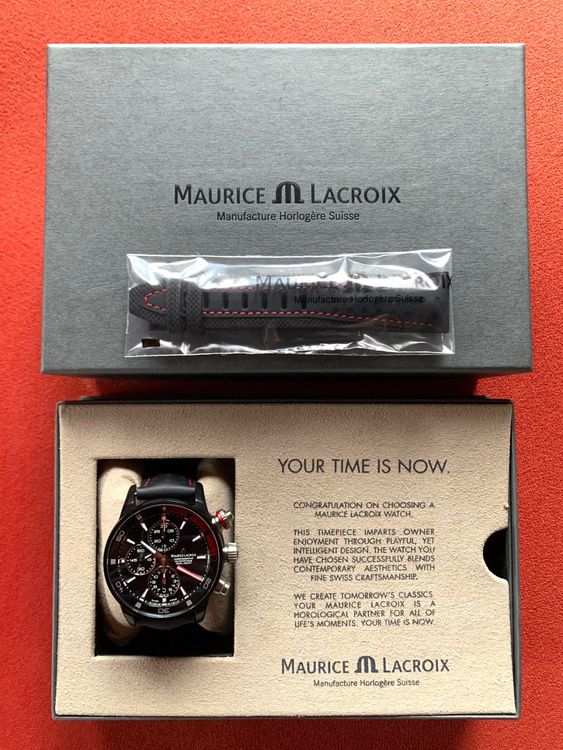 MAURICE LACROIX
Manufacture Horlogère Suisse
MAURICE LACROIX
Manufacture Horlogère Suisse
YOUR TIME IS NOW.
CONGRATULATION ON CHOOSING A
MAURICE LACROIX WATCH.
THIS TIMEPIECE IMPARTS OWNER
ENJOYMENT THROUGH PLAYFUL, YET
INTELLIGENT DESIGN. THE WATCH YOU
HAVE CHOSEN SUCCESSFULLY BLENDS
CONTEMPORARY AESTHETICS WITH
FINE SWISS CRAFTSMANSHIP.
WE CREATE TOMORROW'S CLASSICS
YOUR MAURICE LACROIX IS A
HOROLOGICAL PARTNER FOR ALL OF
LIFE'S MOMENTS. YOUR TIME IS NOW.
MAURICE LACROIX
Manufacture Horlogère Suisse
MAURICE LACROIX